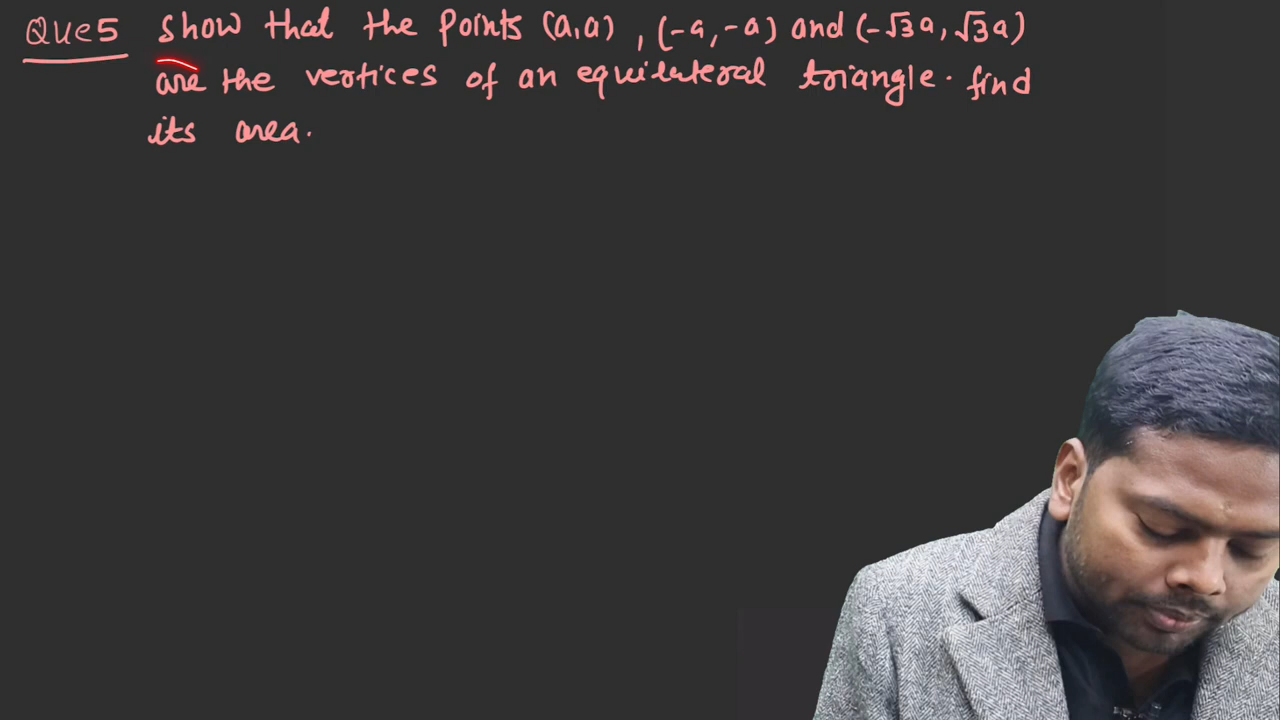 Que5 show that the points (a,a) , (-a,-a) and (-√3a, √3a)
are the vertices of an equilateral triangle. find
its area.